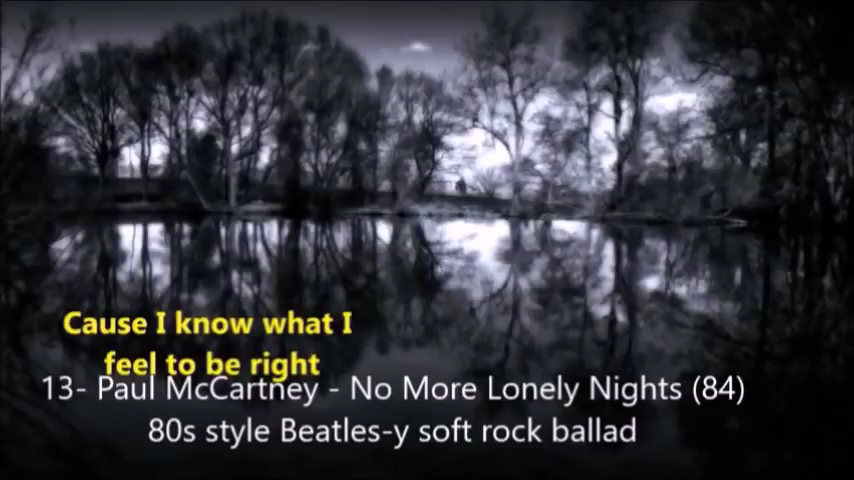 Cause I know what I
feel to be right
13- Paul McCartney - No More Lonely Nights (84)
80s style Beatles-y soft rock ballad